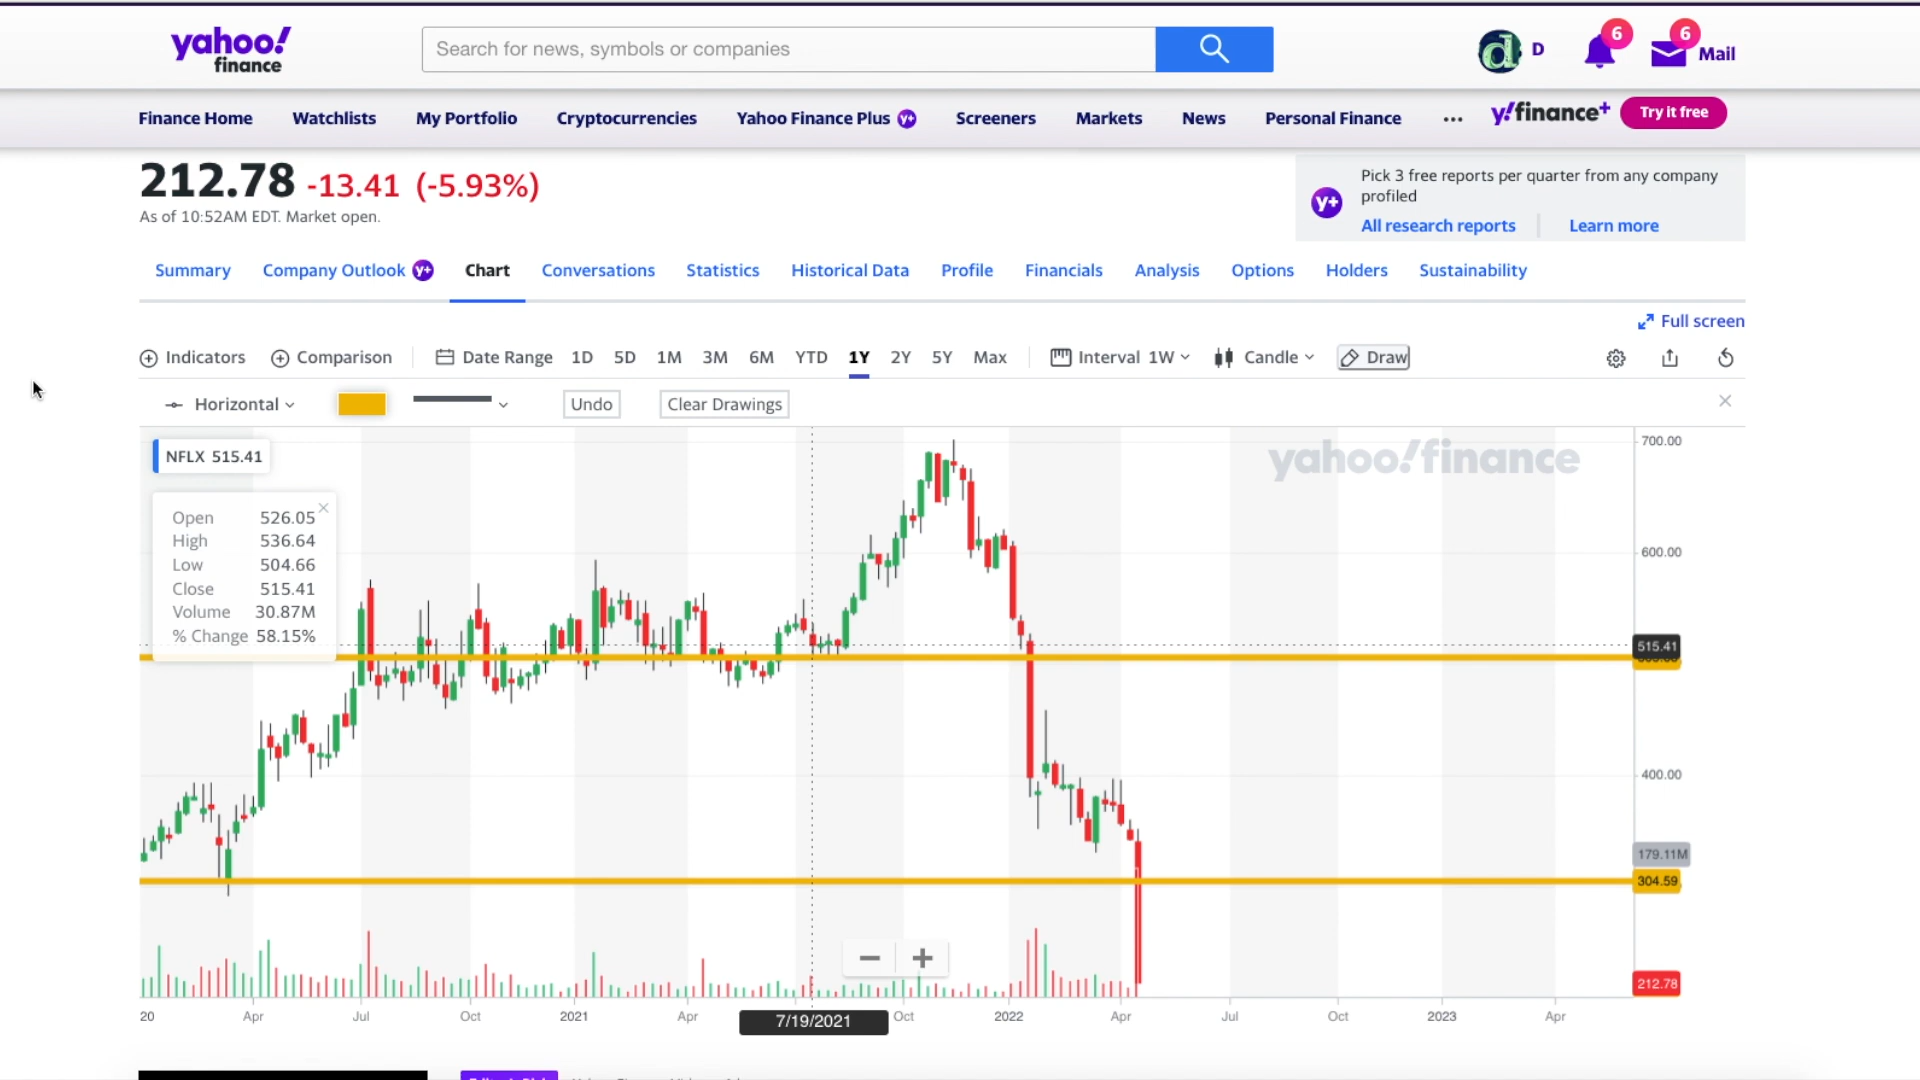 yahoo!
finance
Search for news, symbols or companies
d D 6 6 Mail
Finance Home Watchlists My Portfolio Cryptocurrencies Yahoo Finance Plus y+ Screeners Markets News Personal Finance ... y!finance+ Try it free
212.78 -13.41 (-5.93%)
As of 10:52AM EDT. Market open.
y+ Pick 3 free reports per quarter from any company
profiled
All research reports Learn more
Summary Company Outlook y+ Chart Conversations Statistics Historical Data Profile Financials Analysis Options Holders Sustainability
Full screen
Indicators Comparison Date Range 1D 5D 1M 3M 6M YTD 1Y 2Y 5Y Max Interval 1W Candle Draw
Horizontal Undo Clear Drawings
NFLX 515.41
yahoo!finance
700.00
Open 526.05
High 536.64
Low 504.66
Close 515.41
Volume 30.87M
% Change 58.15%
600.00
515.41
400.00
179.11M
304.59
212.78
20 Apr Jul Oct 2021 Apr 7/19/2021 Oct 2022 Apr Jul Oct 2023 Apr